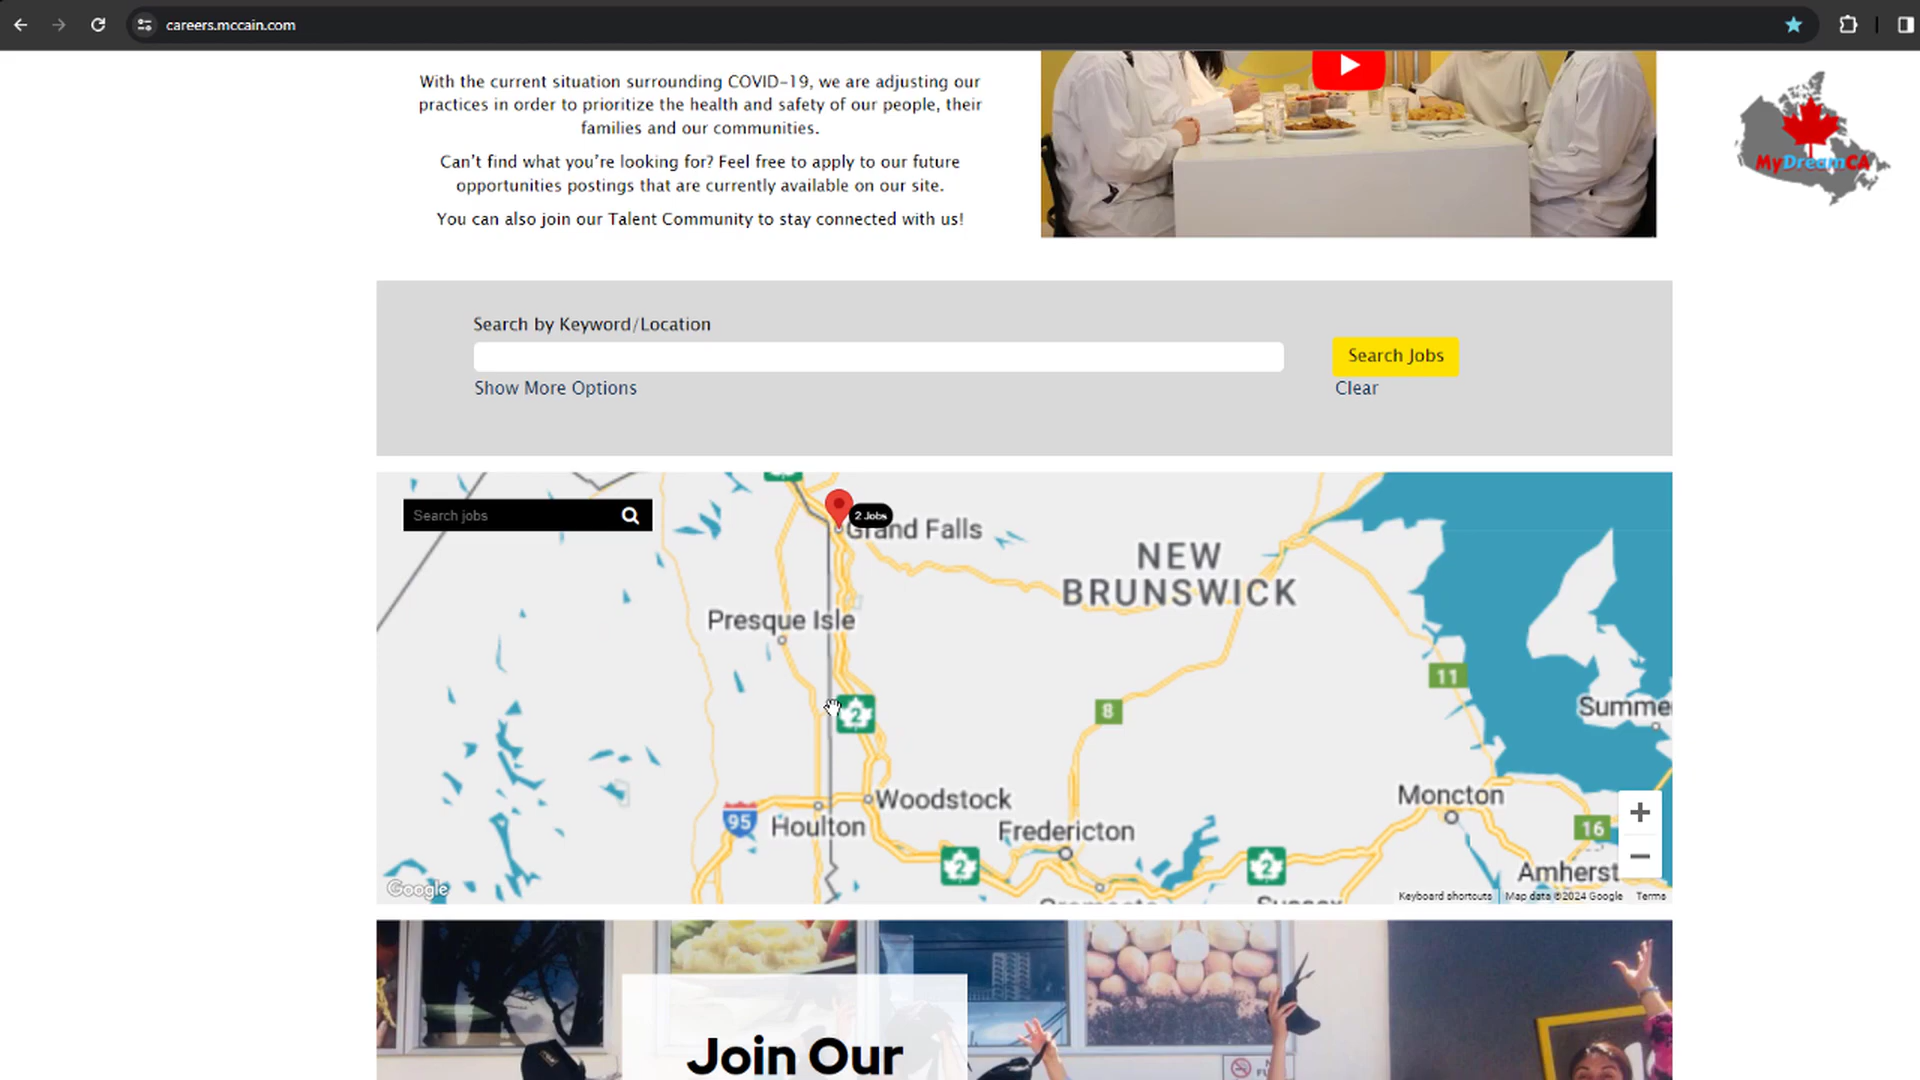 careers.mccain.com
With the current situation surrounding COVID-19, we are adjusting our
practices in order to prioritize the health and safety of our people, their
families and our communities.
Can't find what you're looking for? Feel free to apply to our future
opportunities postings that are currently available on our site.
You can also join our Talent Community to stay connected with us!
MyDreamCA
Search by Keyword/Location
Search Jobs
Show More Options
Clear
Search jobs
2 Jobs
Grand Falls
NEW
BRUNSWICK
Presque Isle
11
8
2
Summe
Woodstock
Moncton
95
Houlton
Fredericton
16
2
2
Amherst
Google
Keyboard shortcuts
Map data ©2024 Google
Terms
Join Our